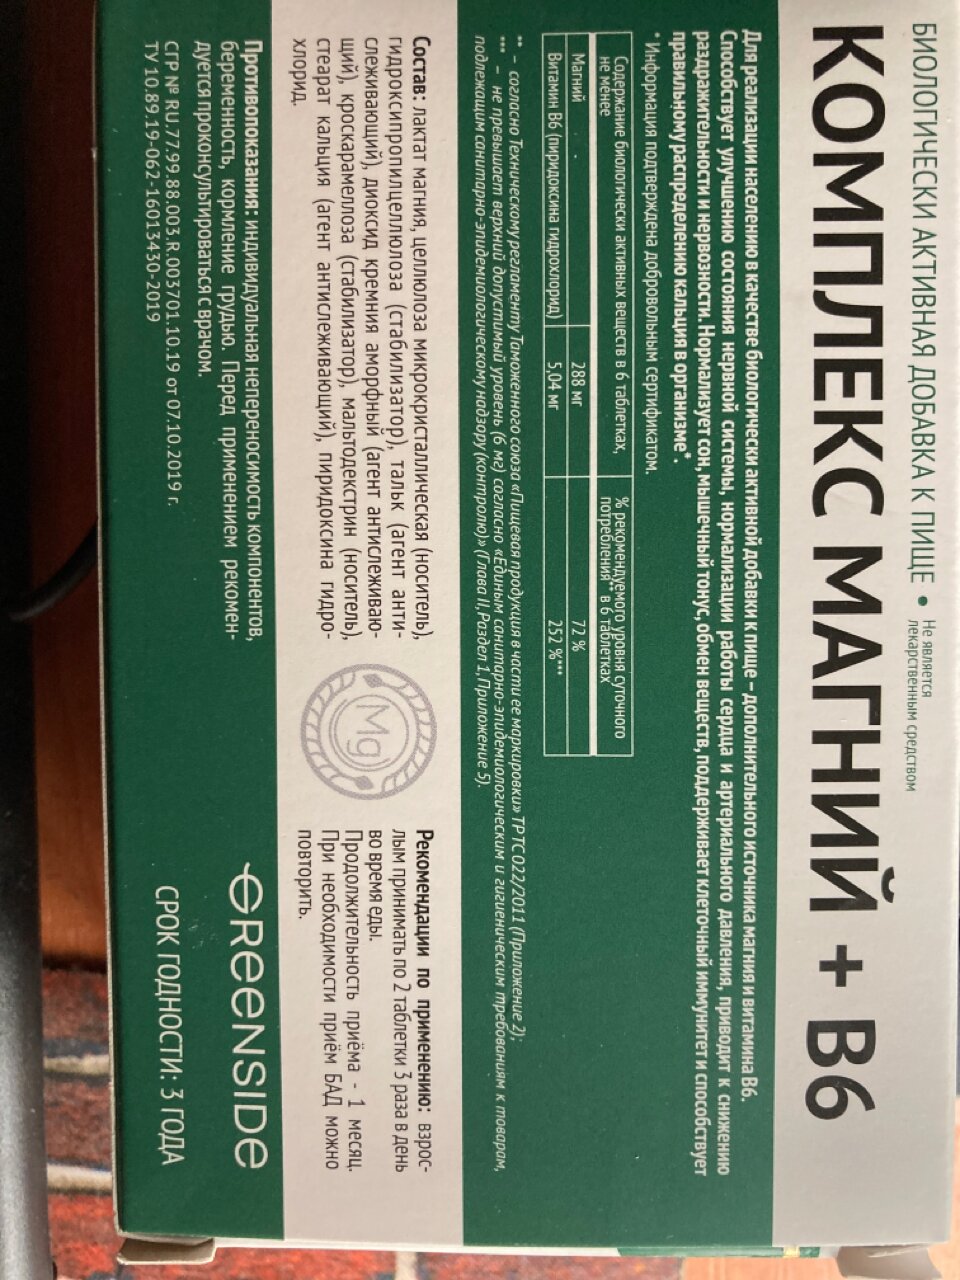 БИОЛОГИЧЕСКИ АКТИВНАЯ ДОБАВКА К ПИЩЕ • Не является
лекарственным средством
КОМПЛЕКС МАГНИЙ + В6
Для реализации населению в качестве биологически активной добавки к пище – дополнительного источника магния и витамина В6.
Способствует улучшению состояния нервной системы, нормализации работы сердца и артериального давления, приводит к снижению
раздражительности и нервозности. Нормализует сон, мышечный тонус, обмен веществ, поддерживает клеточный иммунитет и способствует
правильному распределению кальция в организме*.
* Информация подтверждена добровольным сертификатом.
Содержание биологически активных веществ в 6 таблетках,
не менее
% рекомендуемого уровня суточного
потребления** в 6 таблетках
Магний 288 мг 72 %
Витамин В6 (пиридоксина гидрохлорид) 5,04 мг 252 %***
** – согласно Техническому регламенту Таможенного союза «Пищевая продукция в части ее маркировки» ТР ТС 022/2011 (Приложение 2);
*** – не превышает верхний допустимый уровень (6 мг) согласно «Единым санитарно-эпидемиологическим и гигиеническим требованиям к товарам,
подлежащим санитарно-эпидемиологическому надзору (контролю)» (Глава II, Раздел 1, Приложение 5).
Состав: лактат магния, целлюлоза микрокристаллическая (носитель),
гидроксипропилцеллюлоза (стабилизатор), тальк (агент анти-
слеживающий), диоксид кремния аморфный (агент антислеживаю-
щий), кроскарамеллоза (стабилизатор), мальтодекстрин (носитель),
стеарат кальция (агент антислеживающий), пиридоксина гидро-
хлорид.
Mg
Рекомендации по применению: взрос-
лым принимать по 2 таблетки 3 раза в день
во время еды.
Продолжительность приёма - 1 месяц.
При необходимости приём БАД можно
повторить.
Противопоказания: индивидуальная непереносимость компонентов,
беременность, кормление грудью. Перед применением рекомен-
дуется проконсультироваться с врачом.
СГР № RU.77.99.88.003.R.003701.10.19 от 07.10.2019 г.
ТУ 10.89.19-062-16013430-2019
GREENSIDE
СРОК ГОДНОСТИ: 3 ГОДА